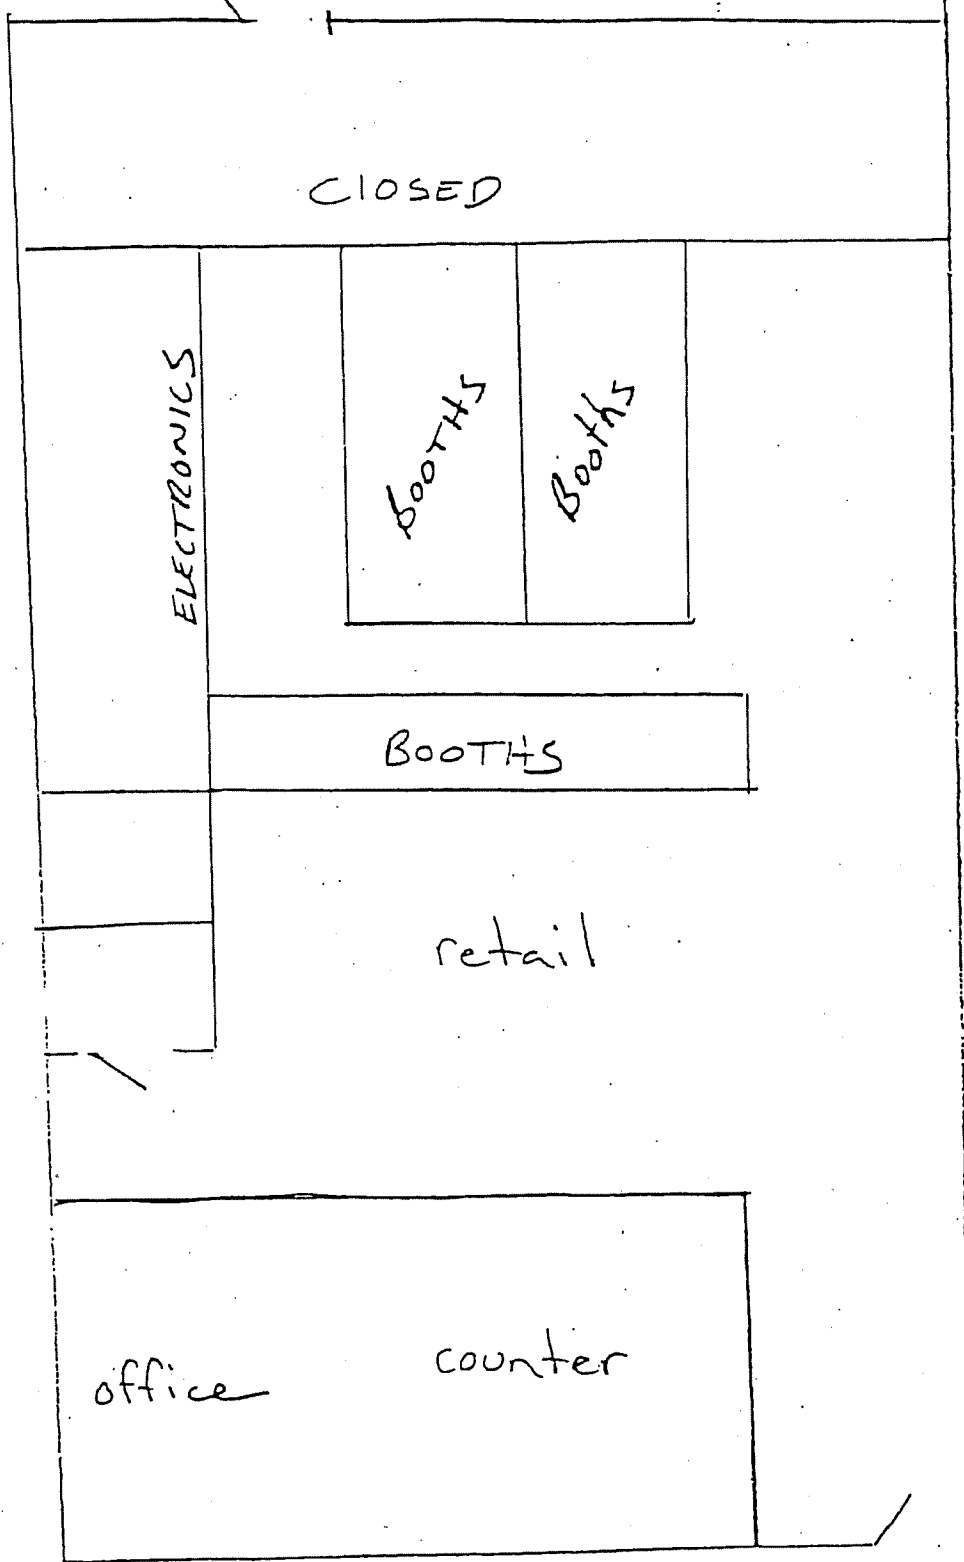 ClOSED
ELECTRONICS
BOOTHS
Booths
BOOTHS
retail
office
counter